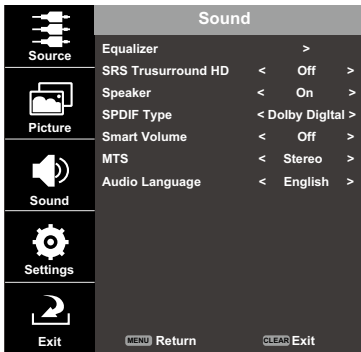 Sound
Source
Picture
Sound
Settings
Exit
Equalizer >
SRS Trusurround HD < Off >
Speaker < On >
SPDIF Type < Dolby Digltal >
Smart Volume < Off >
MTS < Stereo >
Audio Language < English >
MENU Return CLEAR Exit